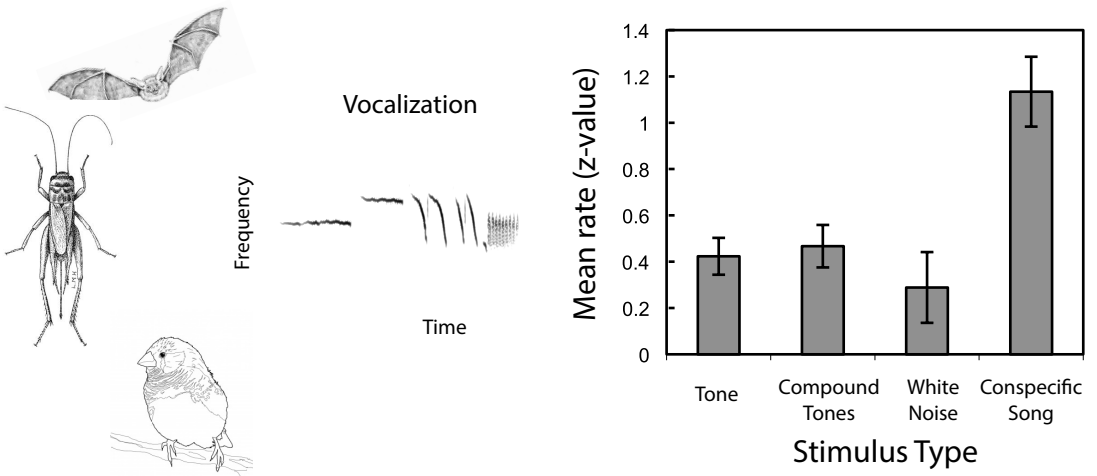 LMH
Vocalization
Frequency
Time
Mean rate (z-value)
1.4
1.2
1
0.8
0.6
0.4
0.2
0
Tone
Compound
Tones
White
Noise
Conspecific
Song
Stimulus Type